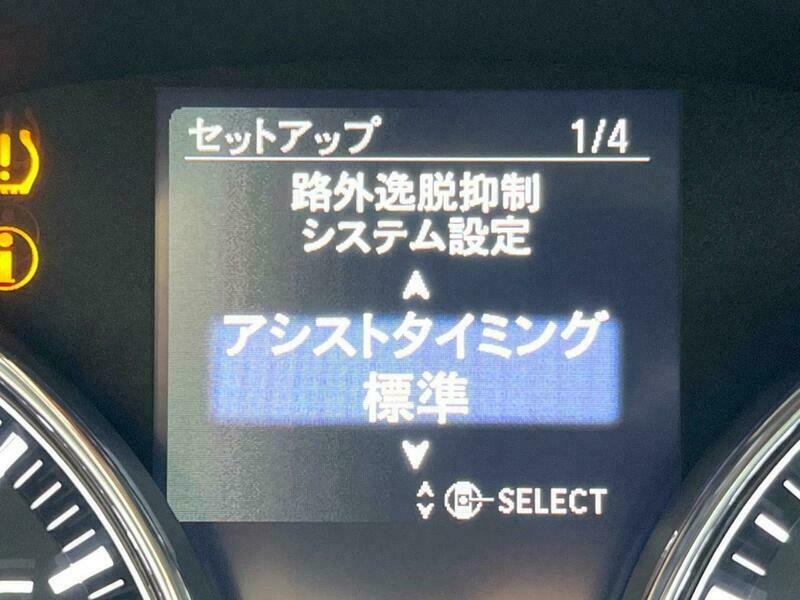 セットアップ 1/4
路外逸脱抑制
システム設定
アシストタイミング
標準
SELECT